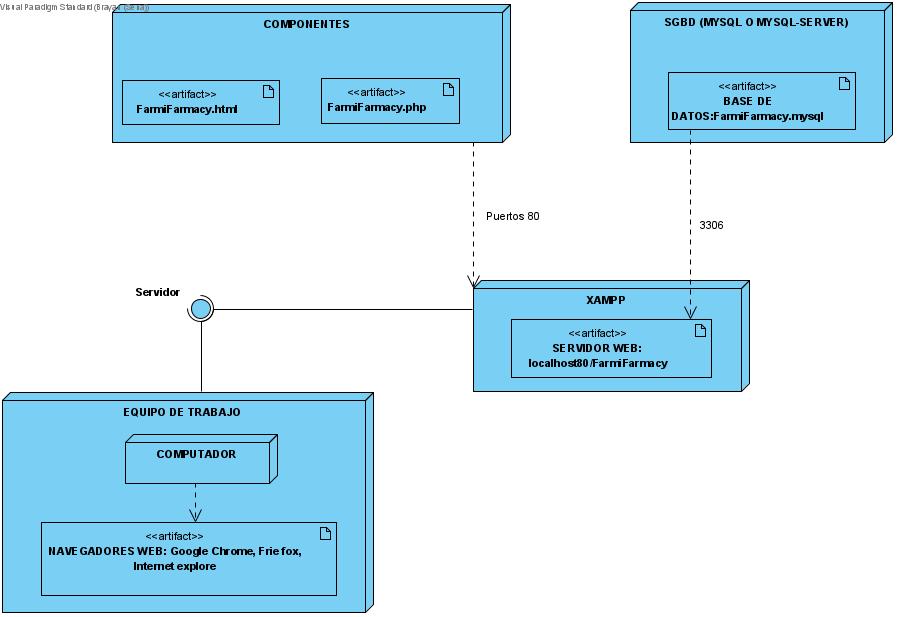 Visual Paradigm Standard (Brayan
COMPONENTES
<<artifact>>
FarmiFarmacy.html
<<artifact>>
FarmiFarmacy.php
SGBD (MYSQL O MYSQL-SERVER)
<<artifact>>
BASE DE
DATOS:FarmiFarmacy.mysql
Puertos 80
3306
Servidor
XAMPP
<<artifact>>
SERVIDOR WEB:
localhost80/FarmiFarmacy
EQUIPO DE TRABAJO
COMPUTADOR
<<artifact>>
NAVEGADORES WEB: Google Chrome, Friefox,
Internet explore